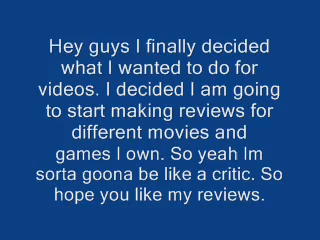 Hey guys I finally decided
what I wanted to do for
videos. I decided I am going
to start making reviews for
different movies and
games I own. So yeah Im
sorta goona be like a critic. So
hope you like my reviews.